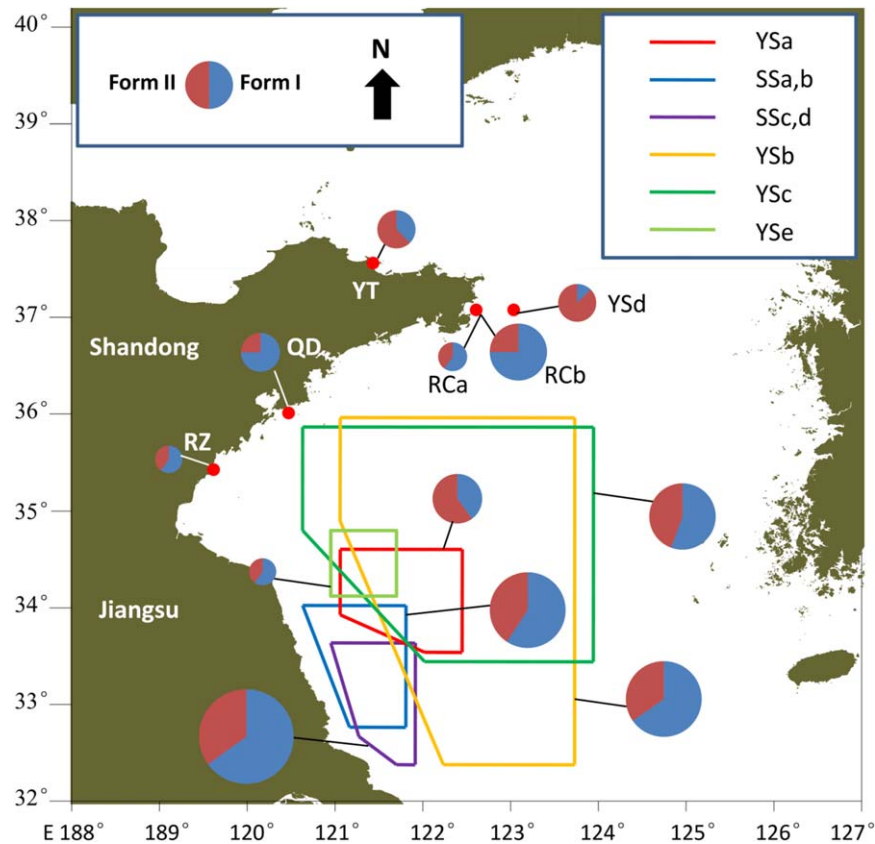 40°
39°
38°
37°
36°
35°
34°
33°
32°
Form II Form I
N
YSa
SSa,b
SSc,d
YSb
YSc
YSe
YT
YSd
Shandong
QD
RCa
RCb
RZ
Jiangsu
E 188° 189° 120° 121° 122° 123° 124° 125° 126° 127°